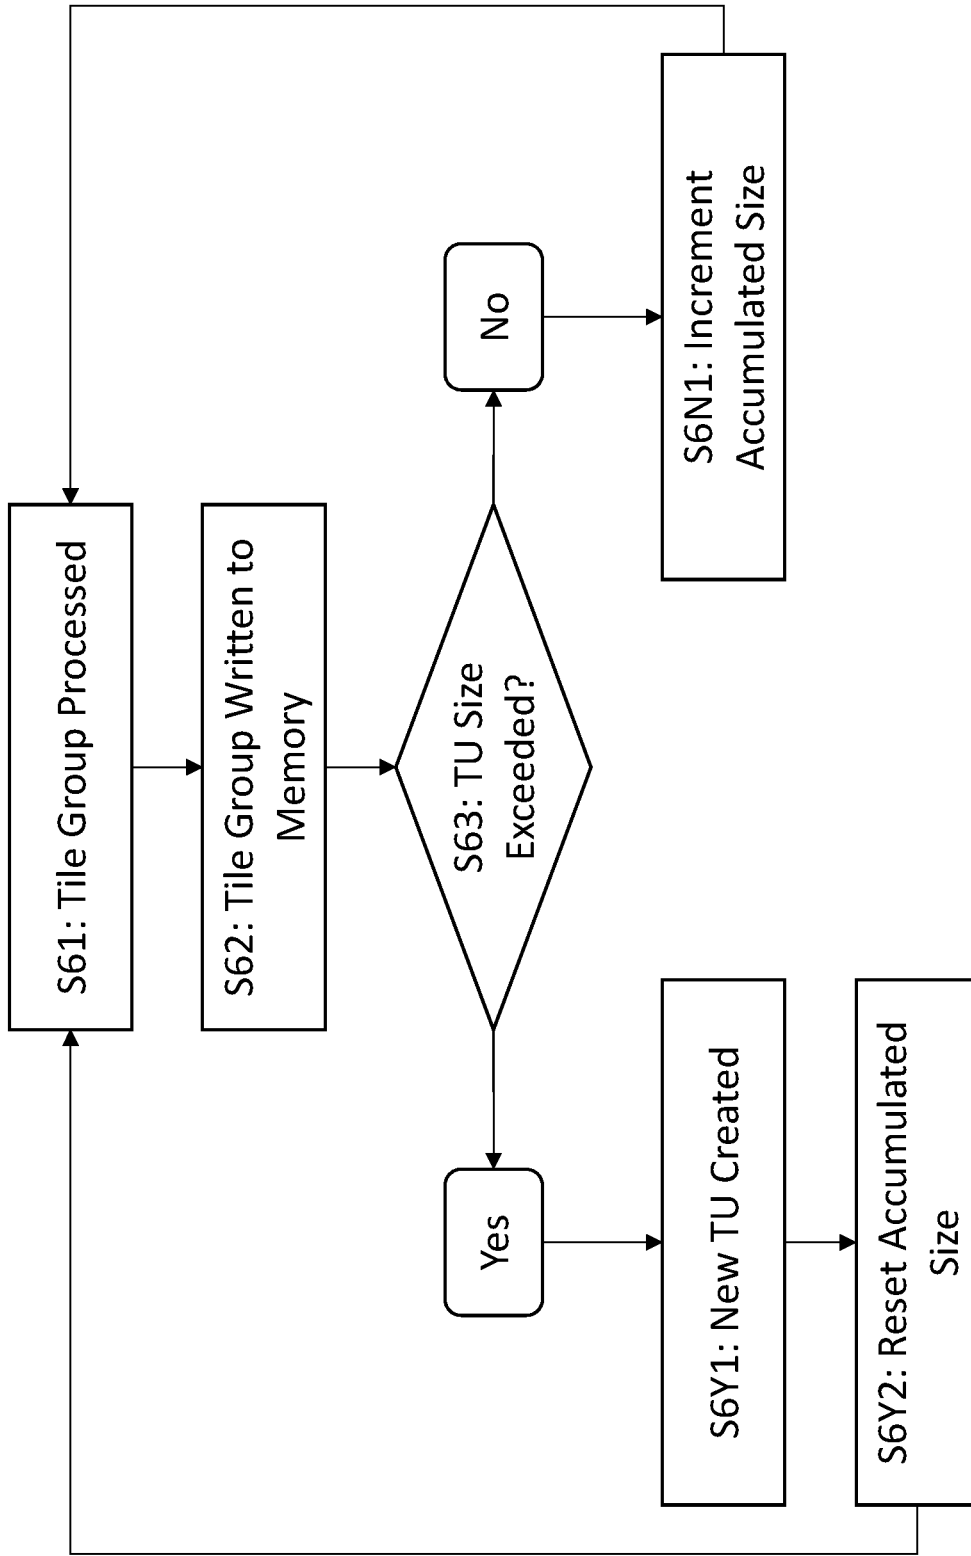 S61: Tile Group Processed
S62: Tile Group Written to
Memory
S63: TU Size
Exceeded?
Yes
No
S6Y1: New TU Created
S6N1: Increment
Accumulated Size
S6Y2: Reset Accumulated
Size